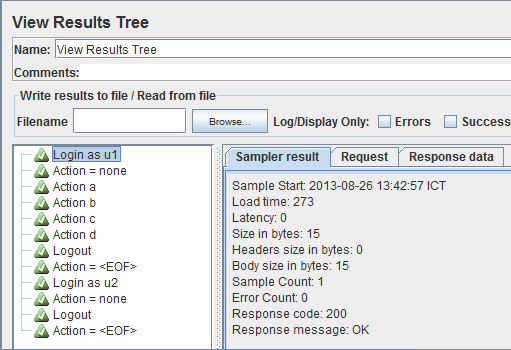 View Results Tree
Name: View Results Tree
Comments:
Write results to file / Read from file
Filename Browse... Log/Display Only: Errors Success
Login as u1
Action = none
Action a
Action b
Action c
Action d
Logout
Action = <EOF>
Login as u2
Action = none
Logout
Action = <EOF>
Sampler result Request Response data
Sample Start: 2013-08-26 13:42:57 ICT
Load time: 273
Latency: 0
Size in bytes: 15
Headers size in bytes: 0
Body size in bytes: 15
Sample Count: 1
Error Count: 0
Response code: 200
Response message: OK